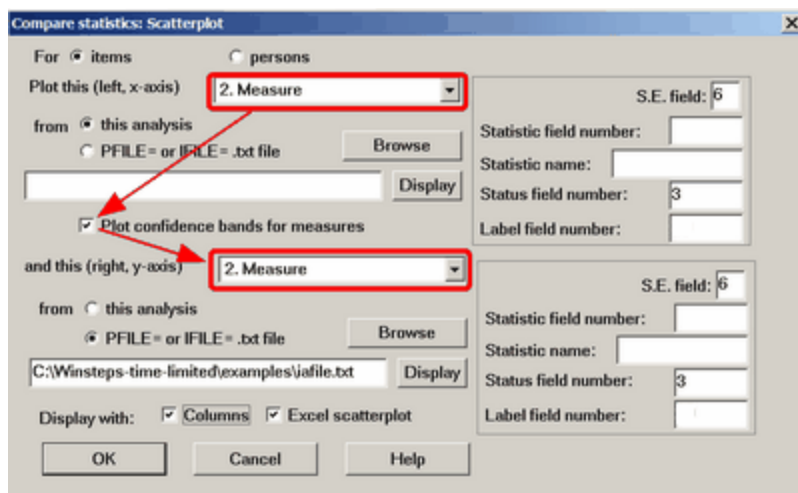 Compare statistics: Scatterplot
For items persons
Plot this (left, x-axis) 2. Measure
S.E. field: 6
from this analysis
PFILE= or IFILE= .txt file Browse
Statistic field number:
Statistic name:
Display
Status field number: 3
Plot confidence bands for measures
Label field number:
and this (right, y-axis) 2. Measure
S.E. field: 6
from this analysis
PFILE= or IFILE= .txt file Browse
Statistic field number:
Statistic name:
C:\Winsteps-time-limited\examples\iafile.txt Display
Status field number: 3
Display with: Columns Excel scatterplot
Label field number:
OK Cancel Help